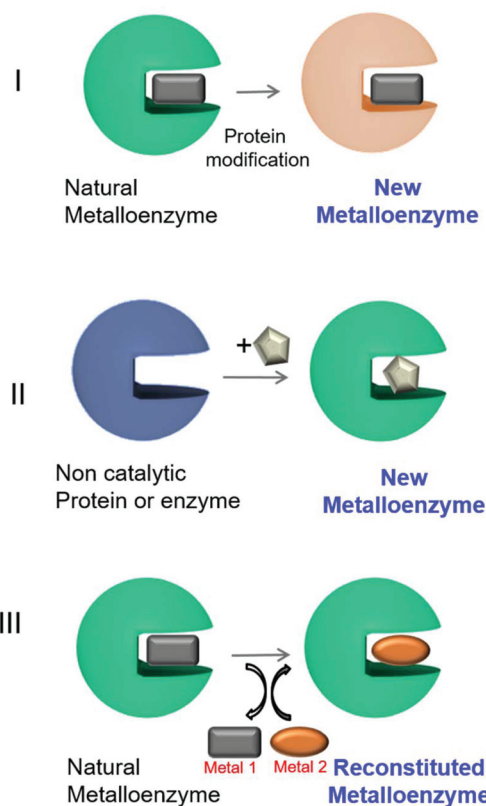 I
Protein
modification
Natural
Metalloenzyme
New
Metalloenzyme
II
+
Non catalytic
Protein or enzyme
New
Metalloenzyme
III
Metal 1
Metal 2
Natural
Metalloenzyme
Reconstituted
Metalloenzyme